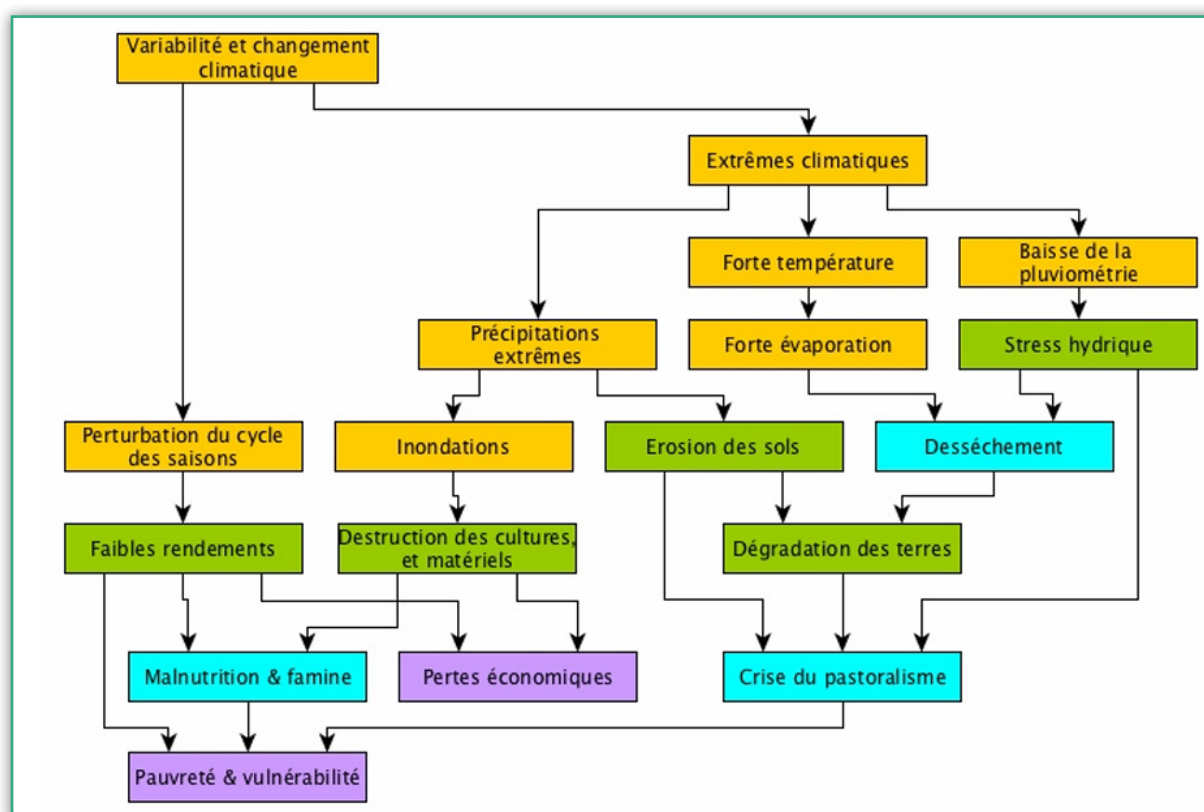 Variabilité et changement
climatique
Extrêmes climatiques
Forte température
Baisse de la
pluviométrie
Précipitations
extrêmes
Forte évaporation
Stress hydrique
Perturbation du cycle
des saisons
Inondations
Erosion des sols
Desséchement
Faibles rendements
Destruction des cultures,
et matériels
Dégradation des terres
Malnutrition & famine
Pertes économiques
Crise du pastoralisme
Pauvreté & vulnérabilité